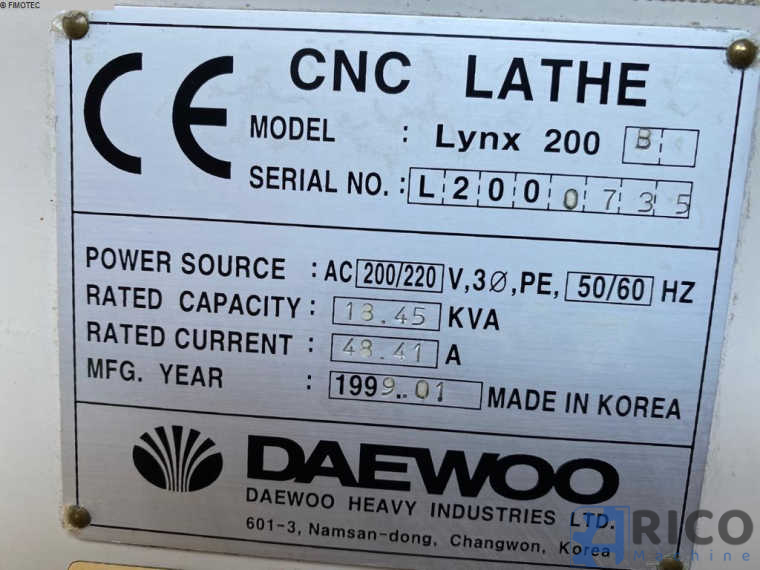 ® FIMOTEC
CE
CNC LATHE
MODEL : Lynx 200 B
SERIAL NO. : L2000735
POWER SOURCE : AC 200/220 V, 3Ø, PE, 50/60 HZ
RATED CAPACITY : 18.45 KVA
RATED CURRENT : 48.41 A
MFG. YEAR : 1999.01 MADE IN KOREA
DAEWOO
DAEWOO HEAVY INDUSTRIES LTD.
601-3, Namsan-dong, Changwon, Korea
RICO
Machine